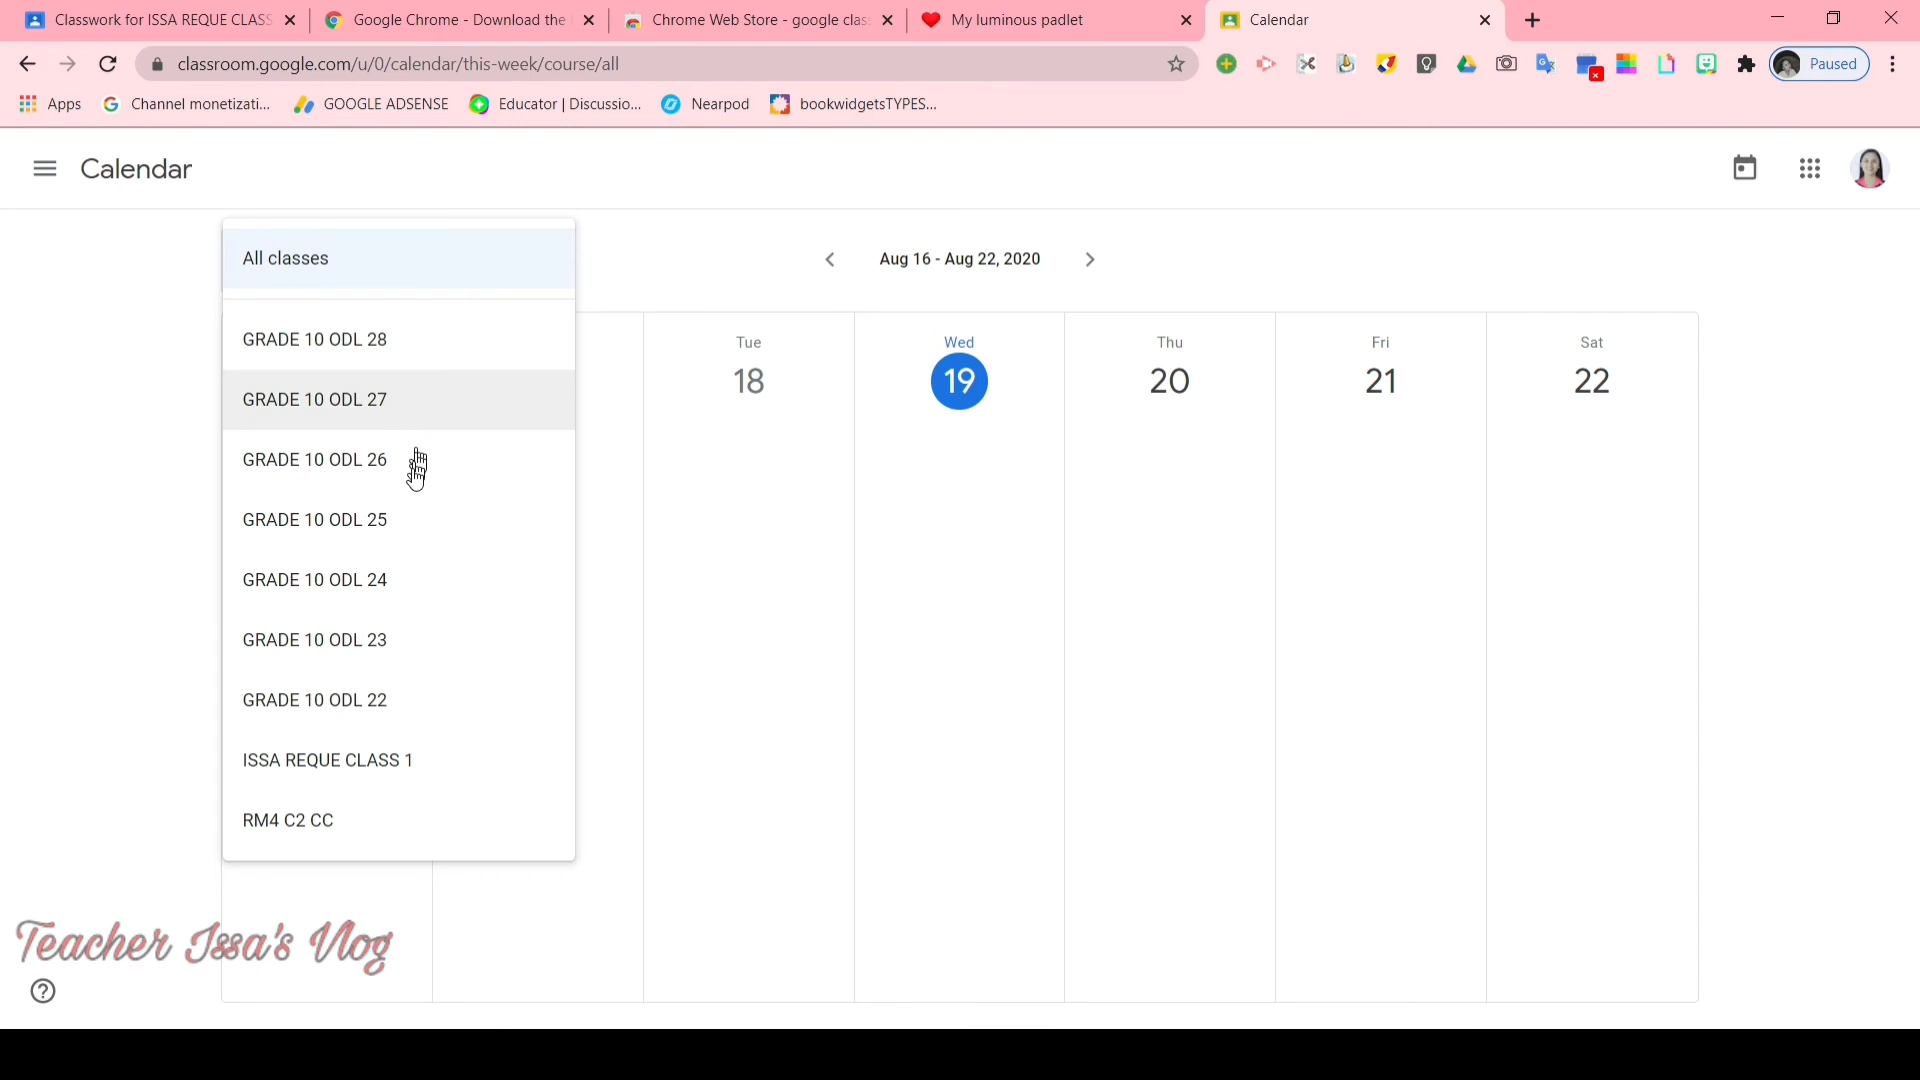 Classwork for ISSA REQUE CLASS
Google Chrome - Download the
Chrome Web Store - google clas
My luminous padlet
Calendar
classroom.google.com/u/0/calendar/this-week/course/all
Paused
Apps
Channel monetizati...
GOOGLE ADSENSE
Educator | Discussio...
Nearpod
bookwidgetsTYPES...
Calendar
All classes
Aug 16 - Aug 22, 2020
GRADE 10 ODL 28
GRADE 10 ODL 27
GRADE 10 ODL 26
GRADE 10 ODL 25
GRADE 10 ODL 24
GRADE 10 ODL 23
GRADE 10 ODL 22
ISSA REQUE CLASS 1
RM4 C2 CC
Tue
18
Wed
19
Thu
20
Fri
21
Sat
22
Teacher Issa's Vlog